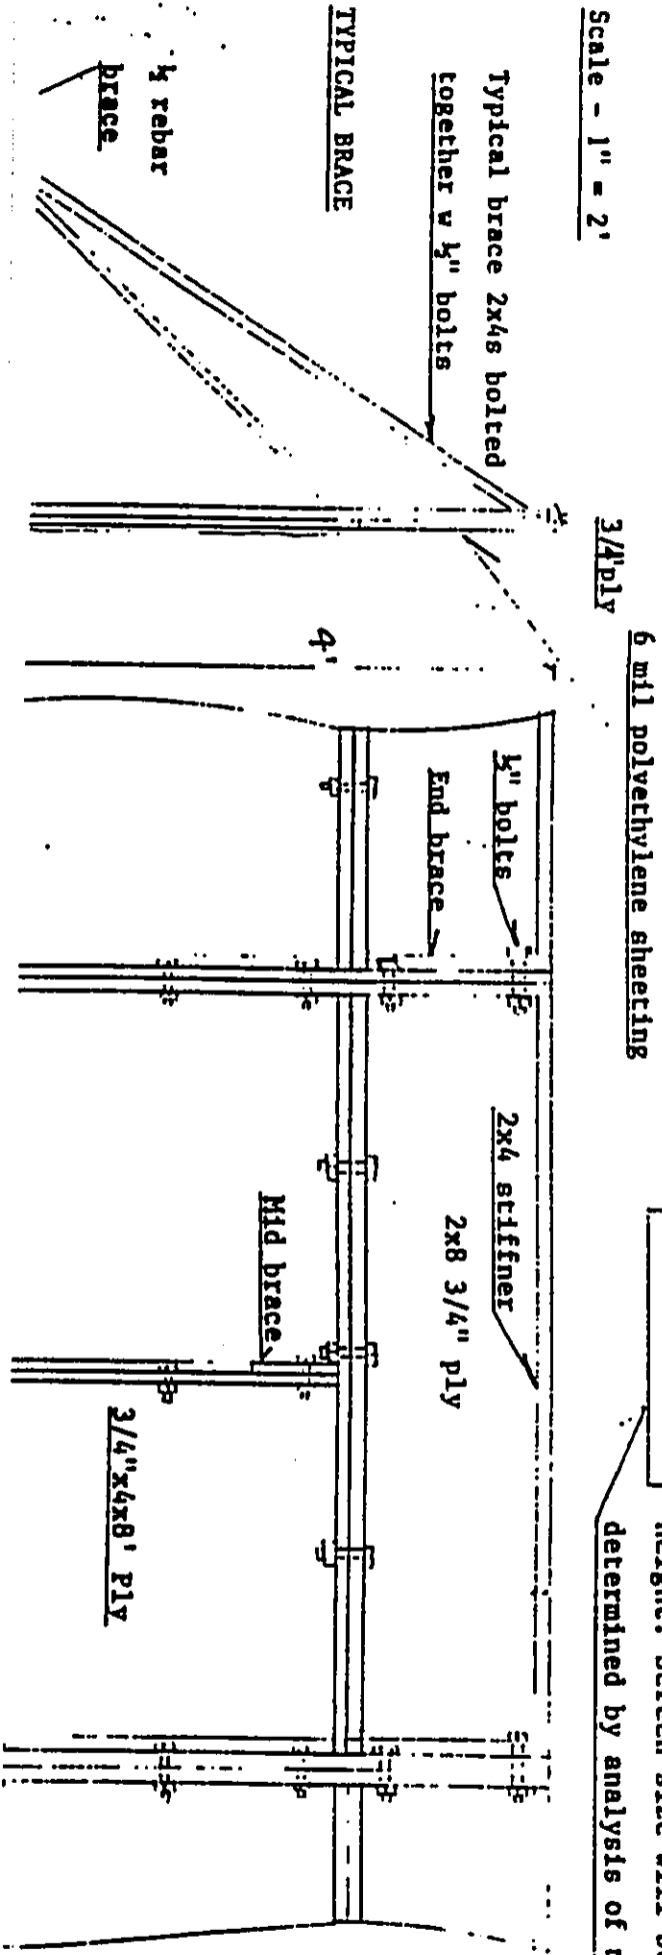 determined by analysis of
6 mil polyethylene sheeting
Scale - 1" = 2'
3/4'ply
Typical brace 2x4s bolted
together w ½" bolts
½" bolts
2x4 stiffner
2x8 3/4" ply
End brace
TYPICAL BRACE
4'
Mid brace
½ rebar
brace
3/4"x4x8' Ply